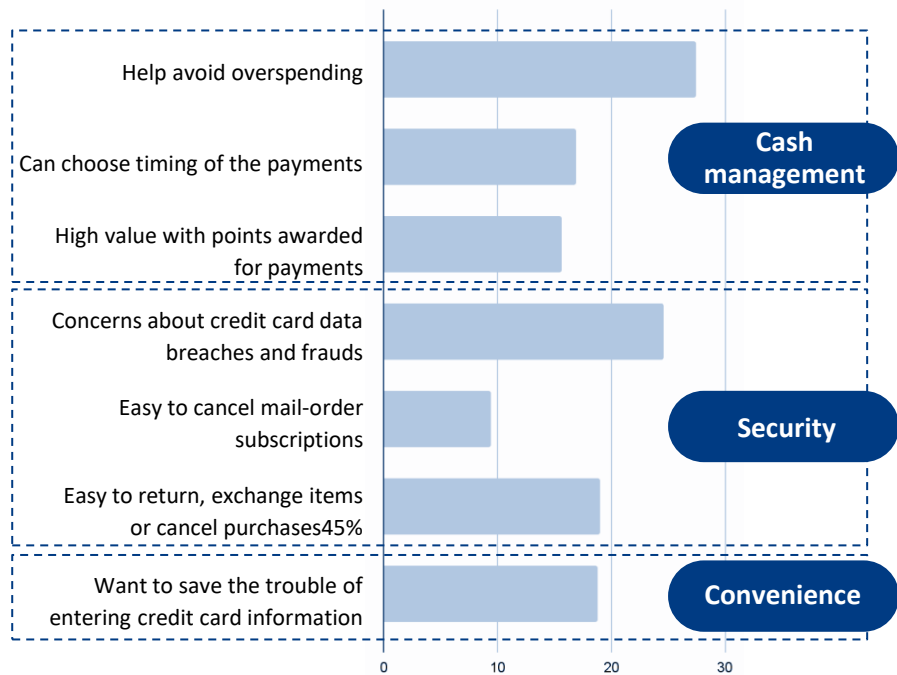 Help avoid overspending
Can choose timing of the payments
High value with points awarded
for payments
Cash
management
Concerns about credit card data
breaches and frauds
Easy to cancel mail-order
subscriptions
Easy to return, exchange items
or cancel purchases45%
Security
Want to save the trouble of
entering credit card information
Convenience
0 10 20 30